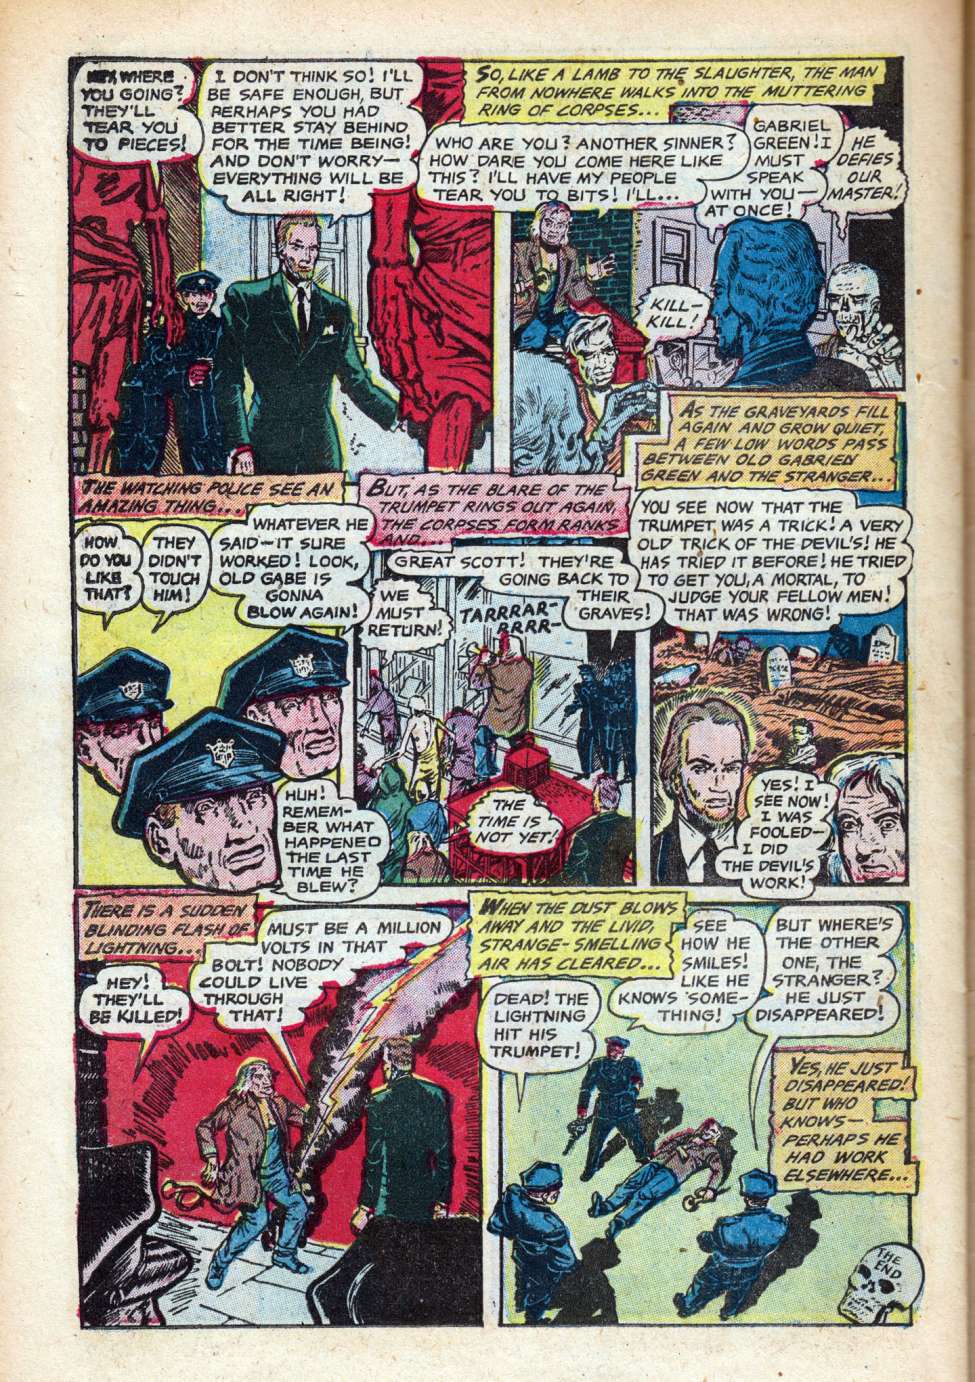 HEY, WHERE
YOU GOING?
THEY'LL
TEAR YOU
TO PIECES!
I DON'T THINK SO! I'LL
BE SAFE ENOUGH, BUT
PERHAPS YOU HAD
BETTER STAY BEHIND
FOR THE TIME BEING!
AND DON'T WORRY—
EVERYTHING WILL BE
ALL RIGHT!
SO, LIKE A LAMB TO THE SLAUGHTER, THE MAN
FROM NOWHERE WALKS INTO THE MUTTERING
RING OF CORPSES...
WHO ARE YOU? ANOTHER SINNER?
HOW DARE YOU COME HERE LIKE
THIS? I'LL HAVE MY PEOPLE
TEAR YOU TO BITS! I'LL...
GABRIEL
GREEN! I
MUST
SPEAK
WITH YOU—
AT ONCE!
HE
DEFIES
OUR
MASTER!
KILL—
KILL!
THE WATCHING POLICE SEE AN
AMAZING THING...
HOW
DO YOU
LIKE
THAT?
THEY
DIDN'T
TOUCH
HIM!
WHATEVER HE
SAID—IT SURE
WORKED! LOOK,
OLD GABE IS
GONNA
BLOW AGAIN!
HUH!
REMEM-
BER WHAT
HAPPENED
THE LAST
TIME HE
BLEW?
BUT, AS THE BLARE OF THE
TRUMPET RINGS OUT AGAIN,
THE CORPSES FORM RANKS
AND...
GREAT SCOTT! THEY'RE
GOING BACK TO
THEIR
GRAVES!
WE
MUST
RETURN!
TARRRAR-
RRRR-
THE
TIME IS
NOT YET!
AS THE GRAVEYARDS FILL
AGAIN AND GROW QUIET,
A FEW LOW WORDS PASS
BETWEEN OLD GABRIEL
GREEN AND THE STRANGER...
YOU SEE NOW THAT THE
TRUMPET WAS A TRICK! A VERY
OLD TRICK OF THE DEVIL'S! HE
HAS TRIED IT BEFORE! HE TRIED
TO GET YOU, A MORTAL, TO
JUDGE YOUR FELLOW MEN!
THAT WAS WRONG!
YES! I
SEE NOW!
I WAS
FOOLED—
I DID
THE DEVIL'S
WORK!
THERE IS A SUDDEN
BLINDING FLASH OF
LIGHTNING...
HEY!
THEY'LL
BE KILLED!
MUST BE A MILLION
VOLTS IN THAT
BOLT! NOBODY
COULD LIVE
THROUGH
THAT!
WHEN THE DUST BLOWS
AWAY AND THE LIVID,
STRANGE-SMELLING
AIR HAS CLEARED...
DEAD! THE
LIGHTNING
HIT HIS
TRUMPET!
SEE
HOW HE
SMILES!
LIKE HE
KNOWS 'SOME-
THING!
BUT WHERE'S
THE OTHER
ONE, THE
STRANGER?
HE JUST
DISAPPEARED!
YES, HE JUST
DISAPPEARED!
BUT WHO
KNOWS—
PERHAPS HE
HAD WORK
ELSEWHERE...
THE
END